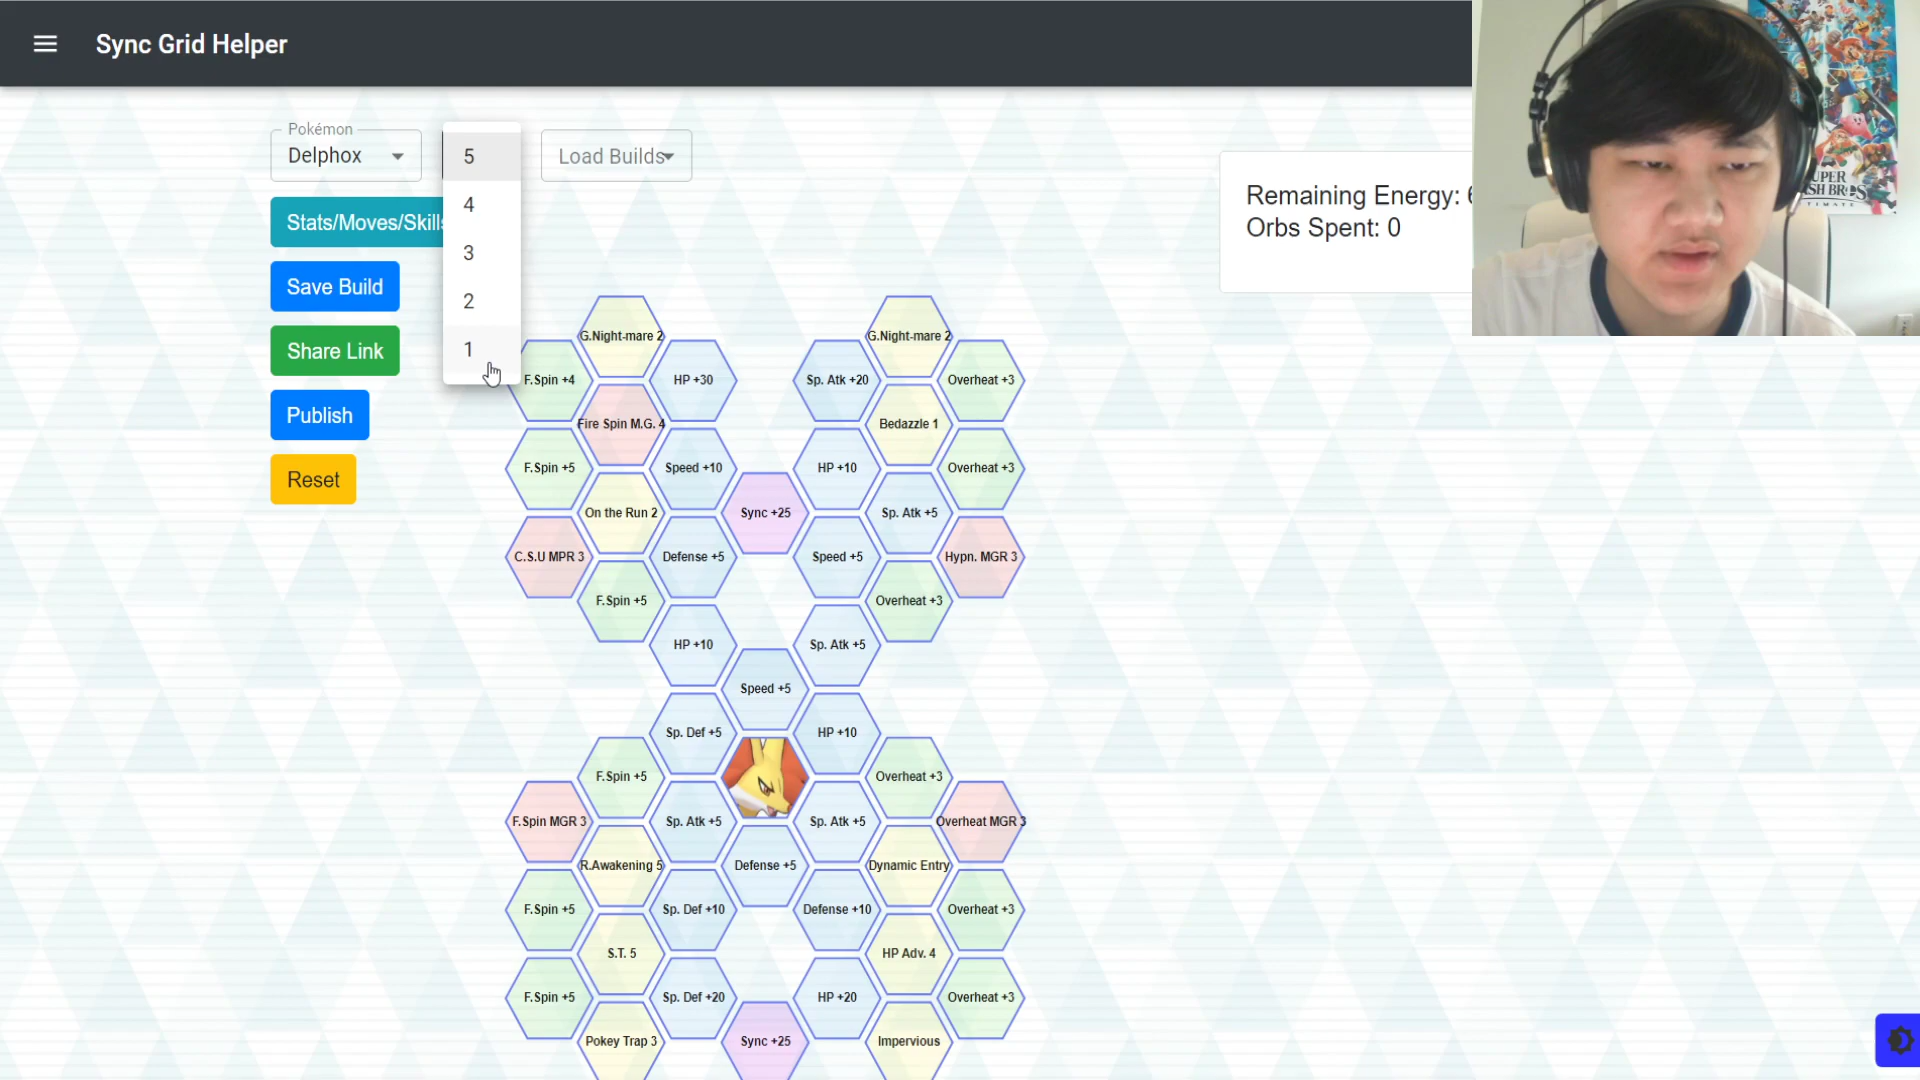 Sync Grid Helper
Pokémon
Delphox
5
4
3
2
1
Load Builds
Stats/Moves/Skills
Save Build
Share Link
Publish
Reset
Remaining Energy: 6
Orbs Spent: 0
G.Night-mare 2
G.Night-mare 2
F.Spin +4
HP +30
Sp. Atk +20
Overheat +3
Fire Spin M.G. 4
Bedazzle 1
F.Spin +5
Speed +10
HP +10
Overheat +3
On the Run 2
Sync +25
Sp. Atk +5
C.S.U MPR 3
Defense +5
Speed +5
Hypn. MGR 3
F.Spin +5
Overheat +3
HP +10
Sp. Atk +5
Speed +5
Sp. Def +5
HP +10
F.Spin +5
Overheat +3
F.Spin MGR 3
Sp. Atk +5
Sp. Atk +5
Overheat MGR 3
R.Awakening 5
Defense +5
Dynamic Entry
F.Spin +5
Sp. Def +10
Defense +10
Overheat +3
S.T. 5
HP Adv. 4
F.Spin +5
Sp. Def +20
HP +20
Overheat +3
Pokey Trap 3
Sync +25
Impervious